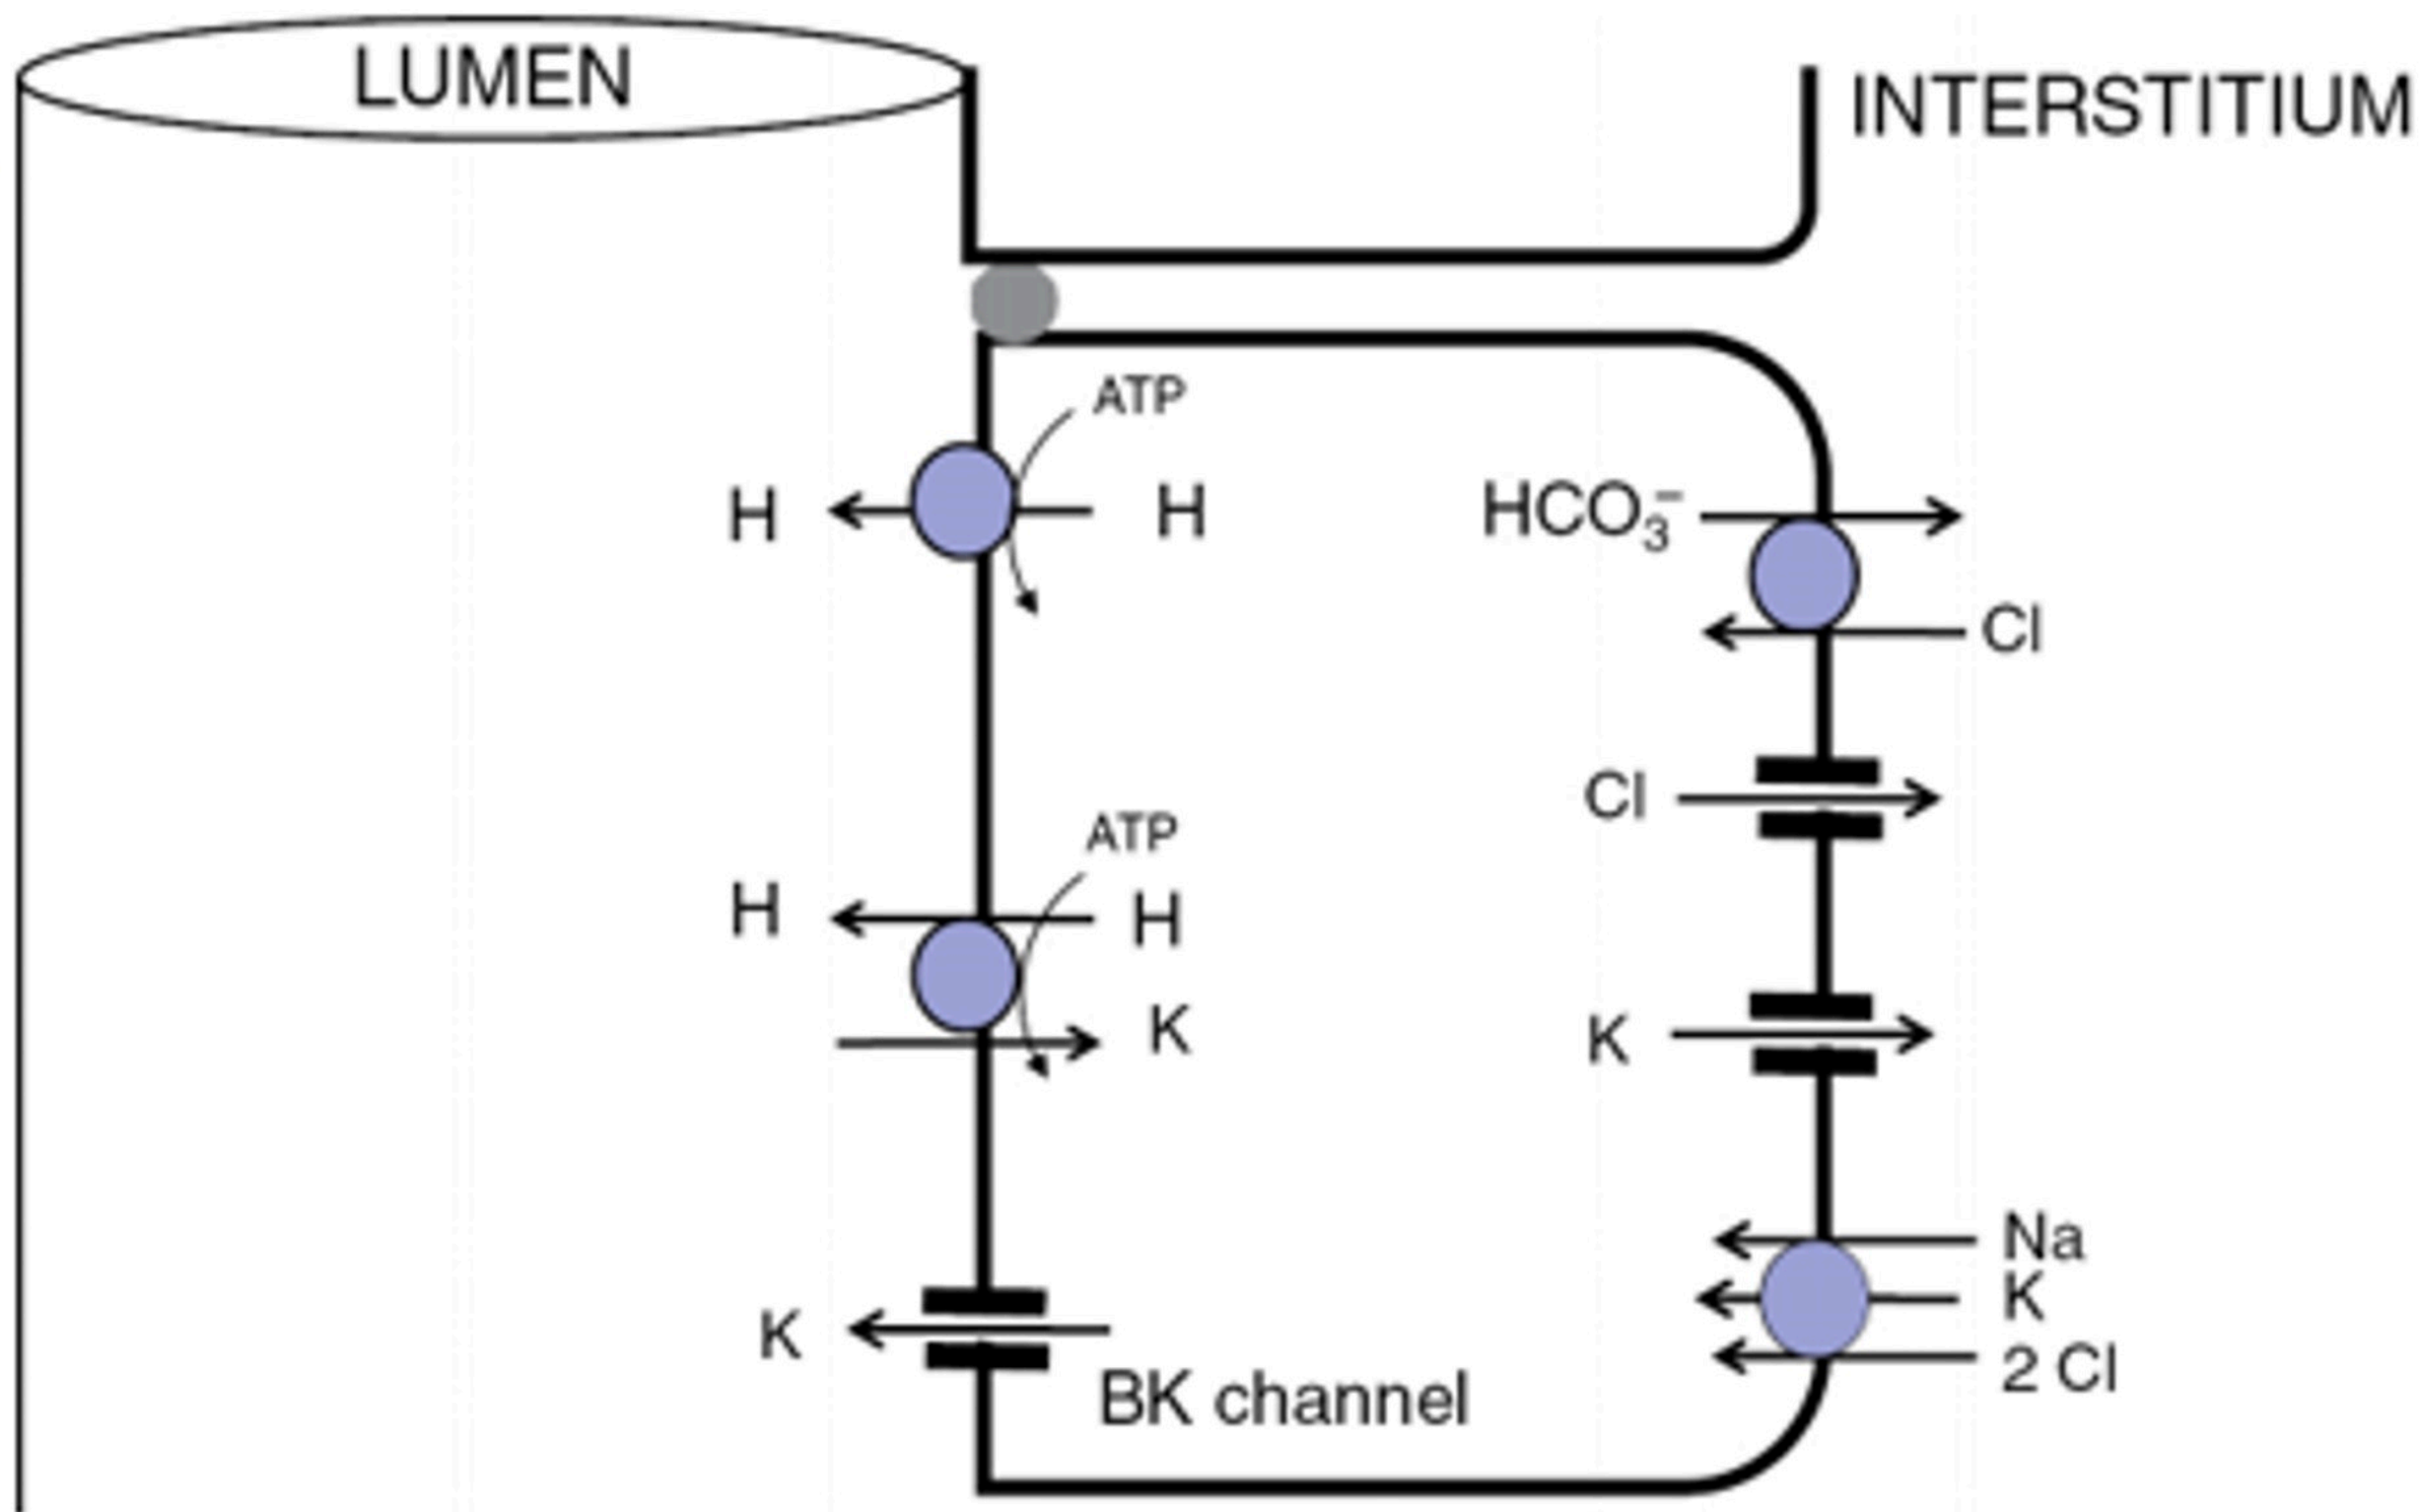 LUMEN
INTERSTITIUM
ATP
H
H
HCO₃⁻
Cl
Cl
ATP
H
H
K
K
Na
K
2 Cl
K
BK channel